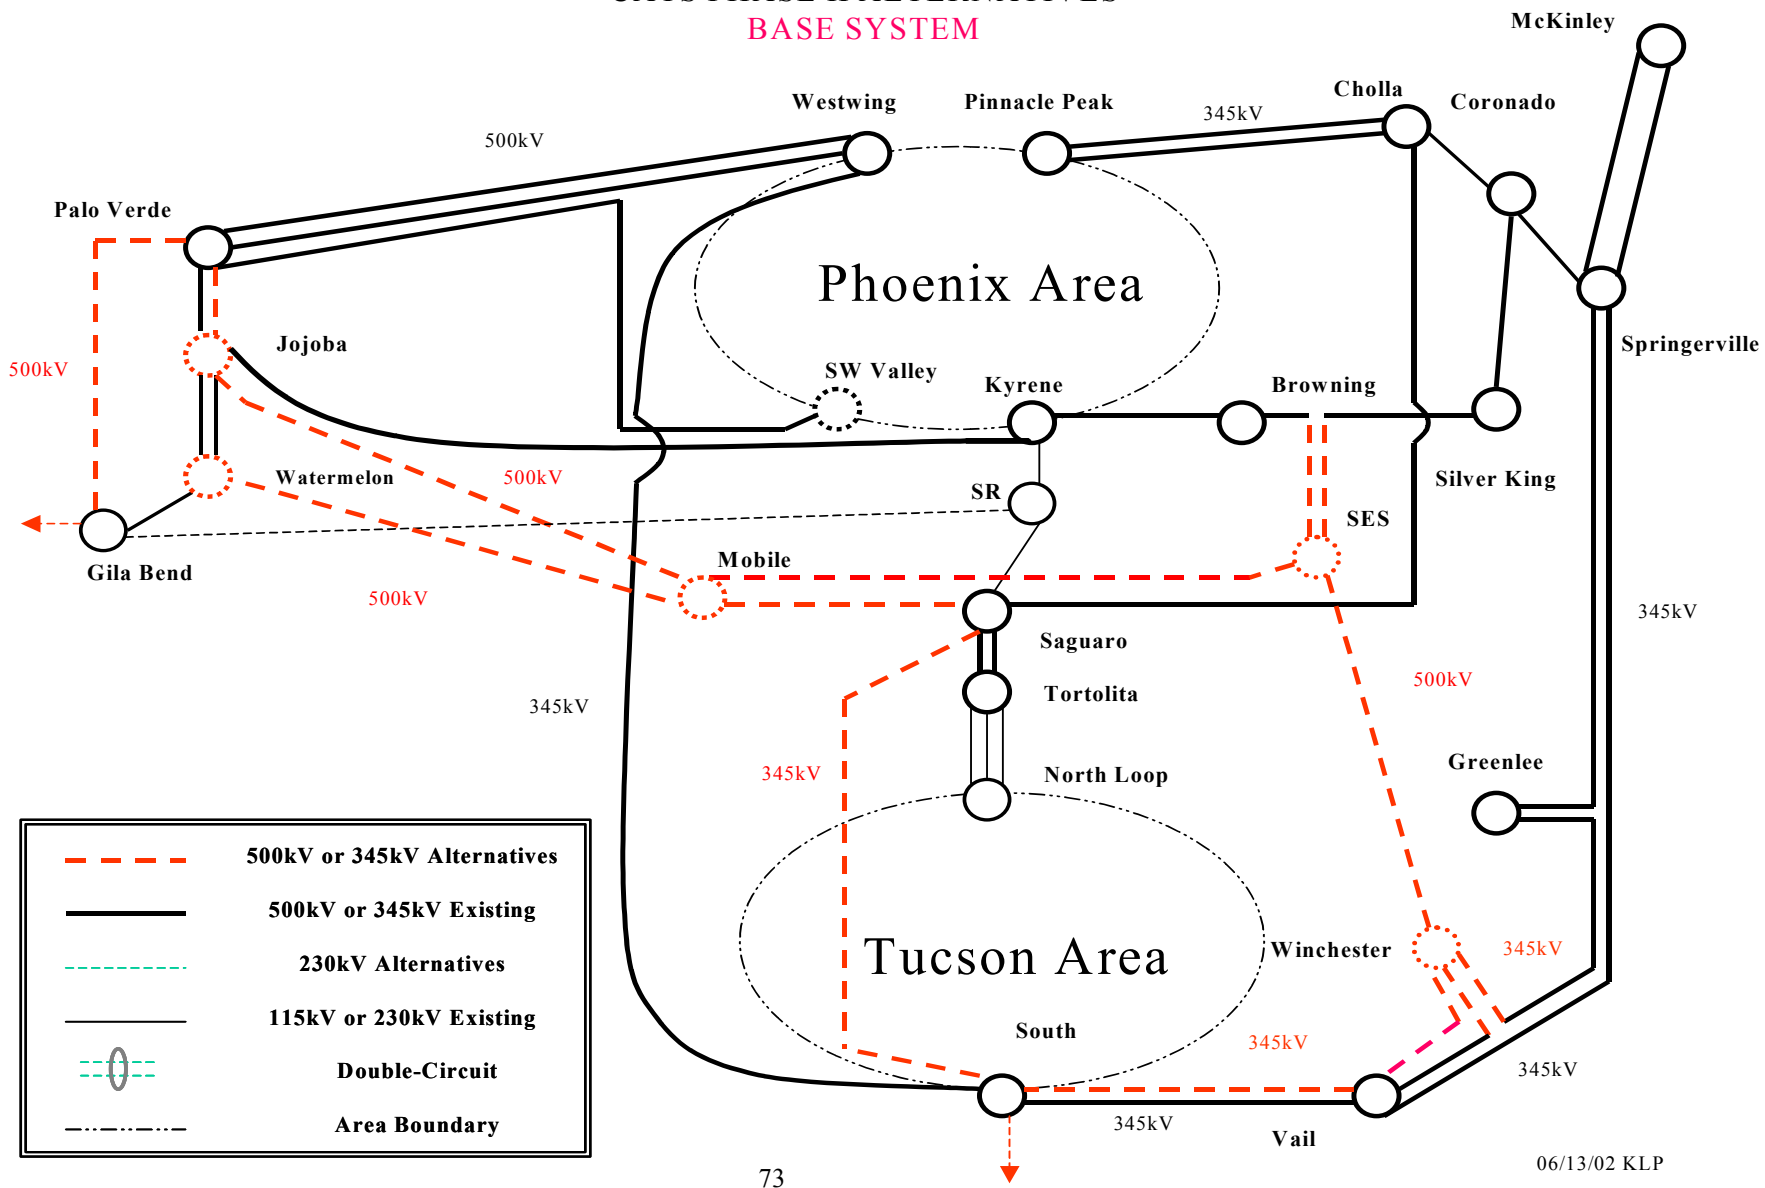 BASE SYSTEM
McKinley
Westwing
Pinnacle Peak
Cholla
Coronado
345kV
500kV
Palo Verde
Phoenix Area
Jojoba
500kV
SW Valley
Kyrene
Browning
Springerville
Watermelon
500kV
SR
Silver King
SES
Gila Bend
Mobile
500kV
345kV
Saguaro
500kV
Tortolita
345kV
345kV
North Loop
Greenlee
500kV or 345kV Alternatives
500kV or 345kV Existing
230kV Alternatives
115kV or 230kV Existing
Double-Circuit
Area Boundary
Tucson Area
Winchester
345kV
South
345kV
345kV
345kV
Vail
73
06/13/02 KLP